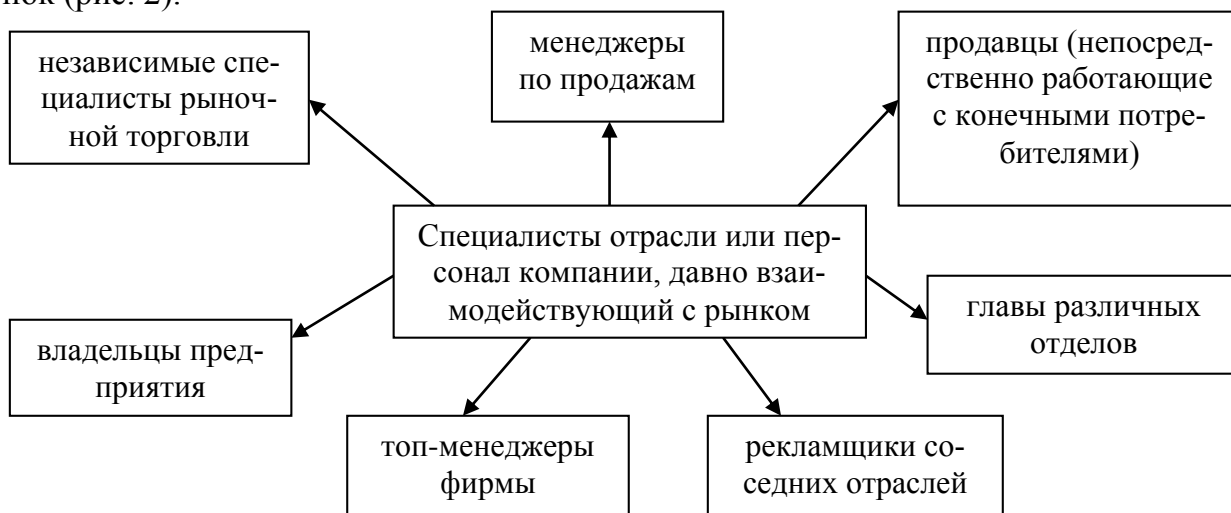 нок (рис. 2).
независимые спе-
циалисты рыноч-
ной торговли
менеджеры
по продажам
продавцы (непосред-
ственно работающие
с конечными потре-
бителями)
Специалисты отрасли или пер-
сонал компании, давно взаи-
модействующий с рынком
владельцы пред-
приятия
главы различных
отделов
топ-менеджеры
фирмы
рекламщики со-
седних отраслей